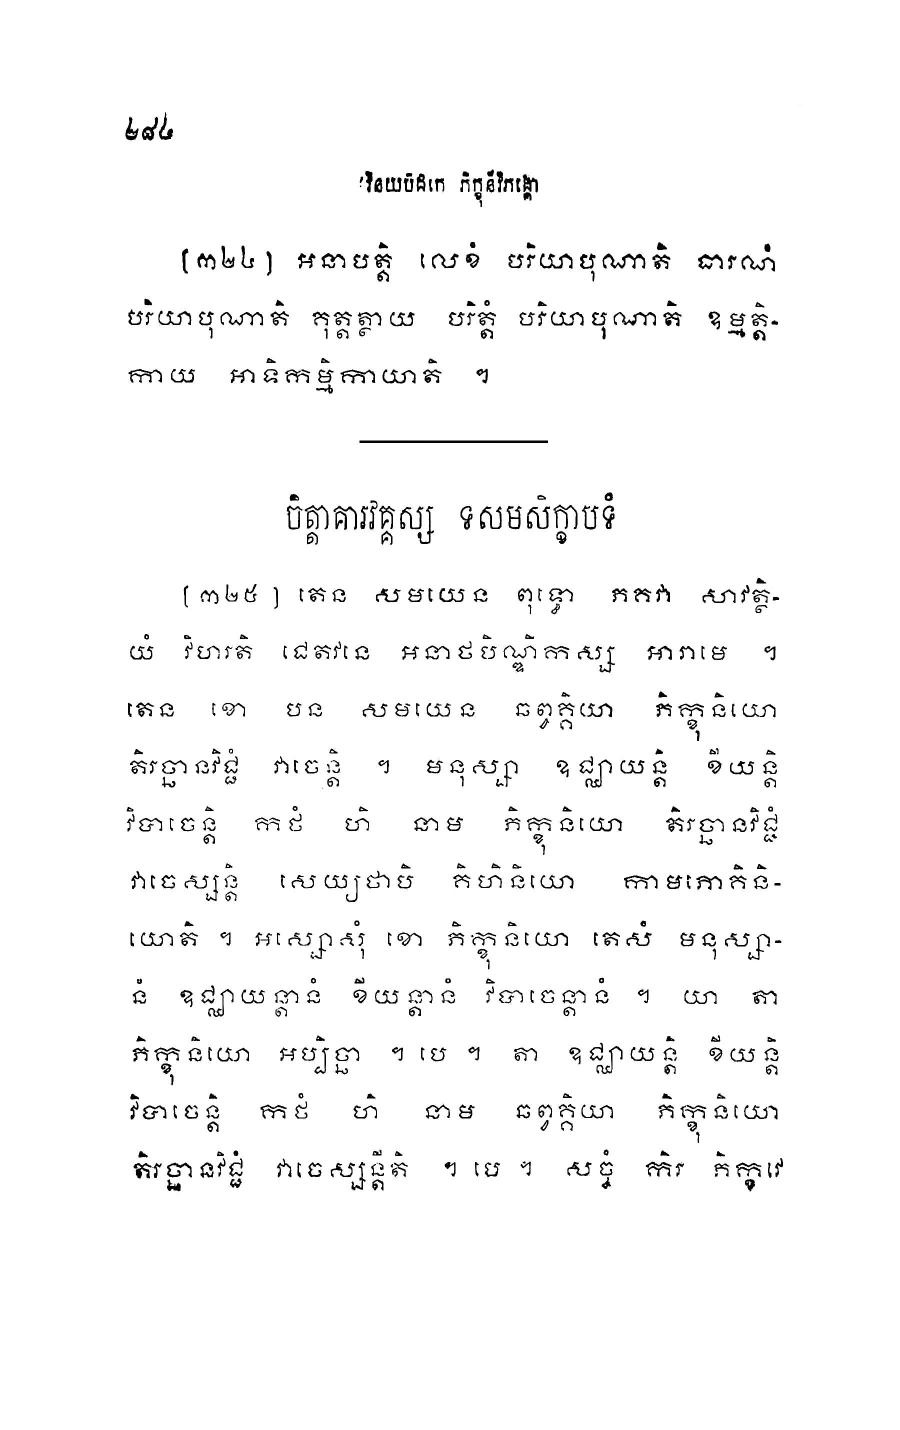 ២៨៤
វិនយបិដកេ ភិក្ខុនីវិភង្គោ
[៣២៤] អនាបត្តិ លេខំ បរិយាបុណាតិ ធារណំ
បរិយាបុណាតិ គុត្តត្ថាយ បរិត្តំ បរិយាបុណាតិ ឧម្មត្តិ-
កាយ អាទិកម្មិកាយាតិ ។
ចិត្តាគារវគ្គស្ស ទសមសិក្ខាបទំ
[៣២៥] តេន សមយេន ពុទ្ធោ ភគវា សាវត្ថិ-
យំ វិហរតិ ជេតវនេ អនាថបិណ្ឌិកស្ស អារាមេ ។
តេន ខោ បន សមយេន ឆព្វគ្គិយា ភិក្ខុនិយោ
តិរច្ឆានវិជ្ជំ វាចេន្តិ ។ មនុស្សា ឧជ្ឈាយន្តិ ខីយន្តិ
វិបាចេន្តិ កថំ ហិ នាម ភិក្ខុនិយោ តិរច្ឆានវិជ្ជំ
វាចេស្សន្តិ សេយ្យថាបិ គិហិនិយោ កាមភោគិនិ-
យោតិ ។ អស្សោសុំ ខោ ភិក្ខុនិយោ តេសំ មនុស្សា-
នំ ឧជ្ឈាយន្តានំ ខីយន្តានំ វិបាចេន្តានំ ។ យា តា
ភិក្ខុនិយោ អប្បិច្ឆា ។ បេ ។ តា ឧជ្ឈាយន្តិ ខីយន្តិ
វិបាចេន្តិ កថំ ហិ នាម ឆព្វគ្គិយា ភិក្ខុនិយោ
តិរច្ឆានវិជ្ជំ វាចេស្សន្តីតិ ។ បេ ។ សច្ចំ កិរ ភិក្ខវេ